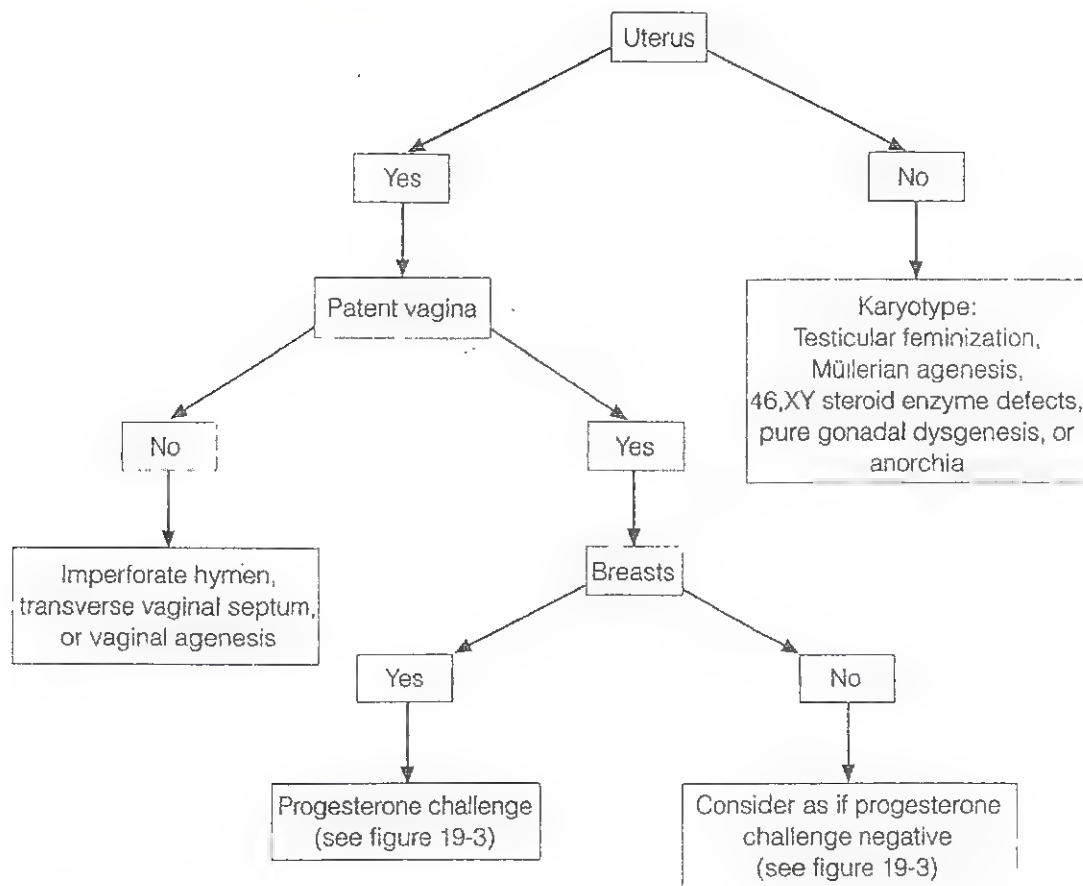 Uterus
Yes
No
Patent vagina
Karyotype:
Testicular feminization,
Müllerian agenesis,
46,XY steroid enzyme defects,
pure gonadal dysgenesis, or
anorchia
No
Yes
Imperforate hymen,
transverse vaginal septum,
or vaginal agenesis
Breasts
Yes
No
Progesterone challenge
(see figure 19-3)
Consider as if progesterone
challenge negative
(see figure 19-3)